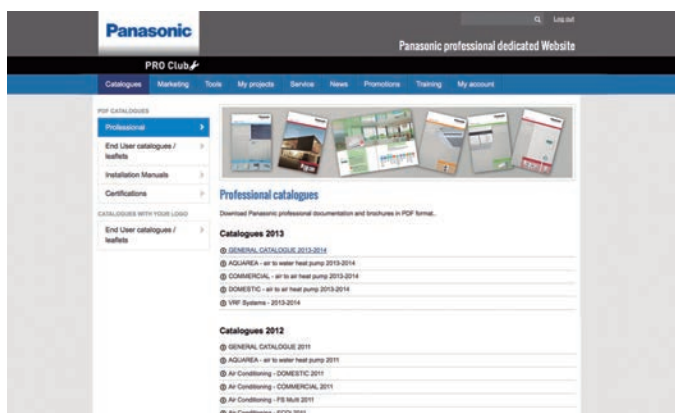 Log out
Panasonic
Panasonic professional dedicated Website
PRO Club
Catalogues Marketing Tools My projects Service News Promotions Training My account
PDF CATALOGUES
Professional
End User catalogues /
leaflets
Installation Manuals
Certifications
CATALOGUES WITH YOUR LOGO
End User catalogues /
leaflets
Professional catalogues
Download Panasonic professional documentation and brochures in PDF format.
Catalogues 2013
GENERAL CATALOGUE 2013-2014
AQUAREA - air to water heat pump 2013-2014
COMMERCIAL - air to air heat pump 2013-2014
DOMESTIC - air to air heat pump 2013-2014
VRF Systems - 2013-2014
Catalogues 2012
GENERAL CATALOGUE 2011
AQUAREA - air to water heat pump 2011
Air Conditioning - DOMESTIC 2011
Air Conditioning - COMMERCIAL 2011
Air Conditioning - FS Multi 2011
Air Conditioning - ECOi 2011